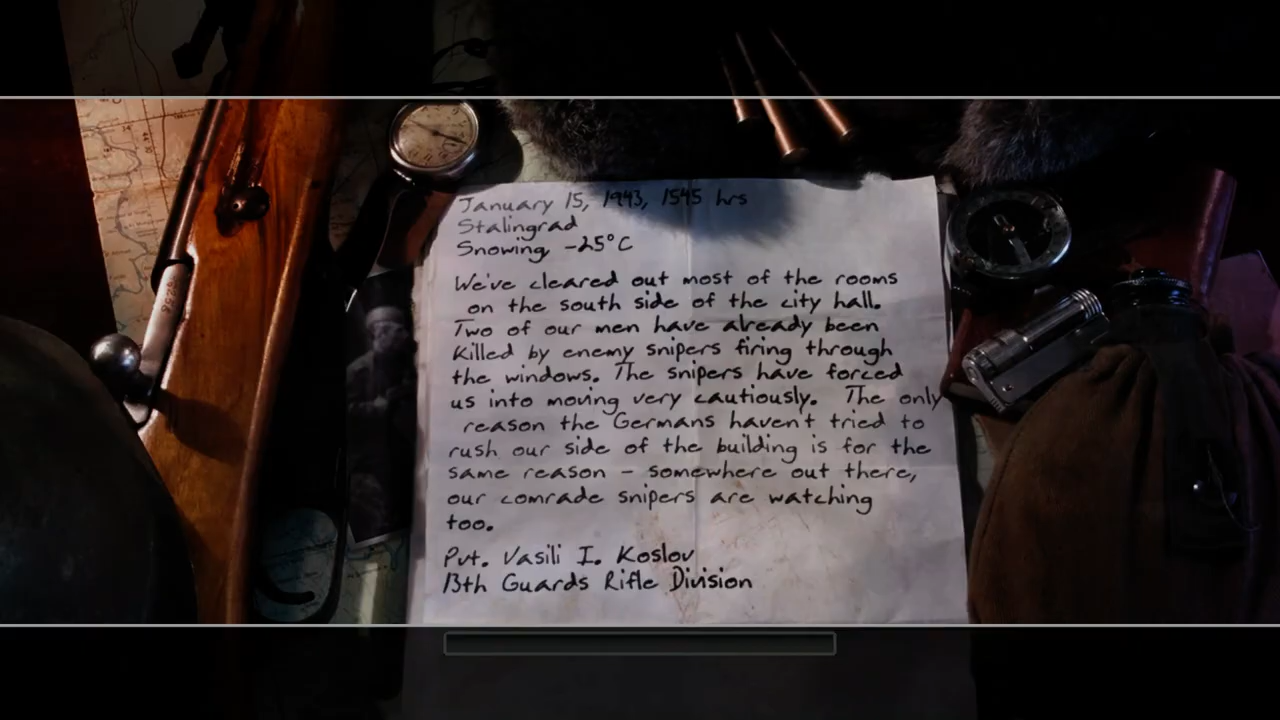 January 15, 1943, 1545 hrs
Stalingrad
Snowing -25°C
We've cleared out most of the rooms
on the south side of the city hall.
Two of our men have already been
killed by enemy snipers firing through
the windows. The snipers have forced
us into moving very cautiously. The only
reason the Germans haven't tried to
rush our side of the building is for the
same reason - somewhere out there,
our comrade snipers are watching
too.
Pvt. Vasili I. Koslov
13th Guards Rifle Division